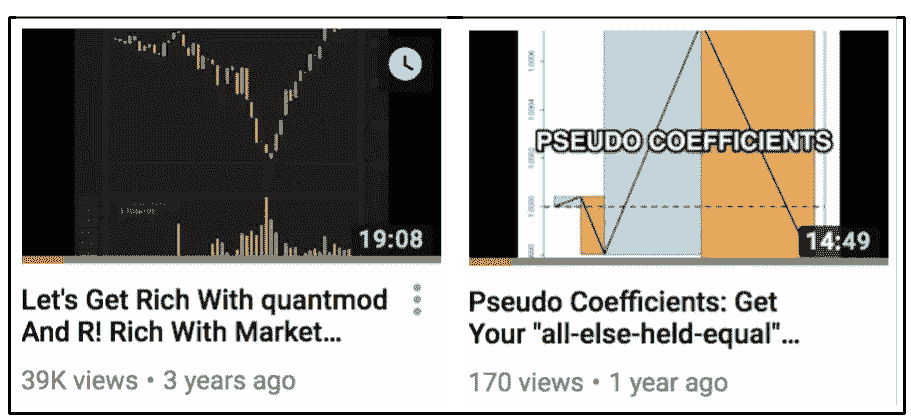 19:08
Let's Get Rich With quantmod
And R! Rich With Market...
39K views • 3 years ago
PSEUDO COEFFICIENTS
14:49
Pseudo Coefficients: Get
Your "all-else-held-equal"...
170 views • 1 year ago